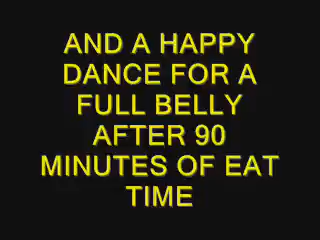 AND A HAPPY
DANCE FOR A
FULL BELLY
AFTER 90
MINUTES OF EAT
TIME